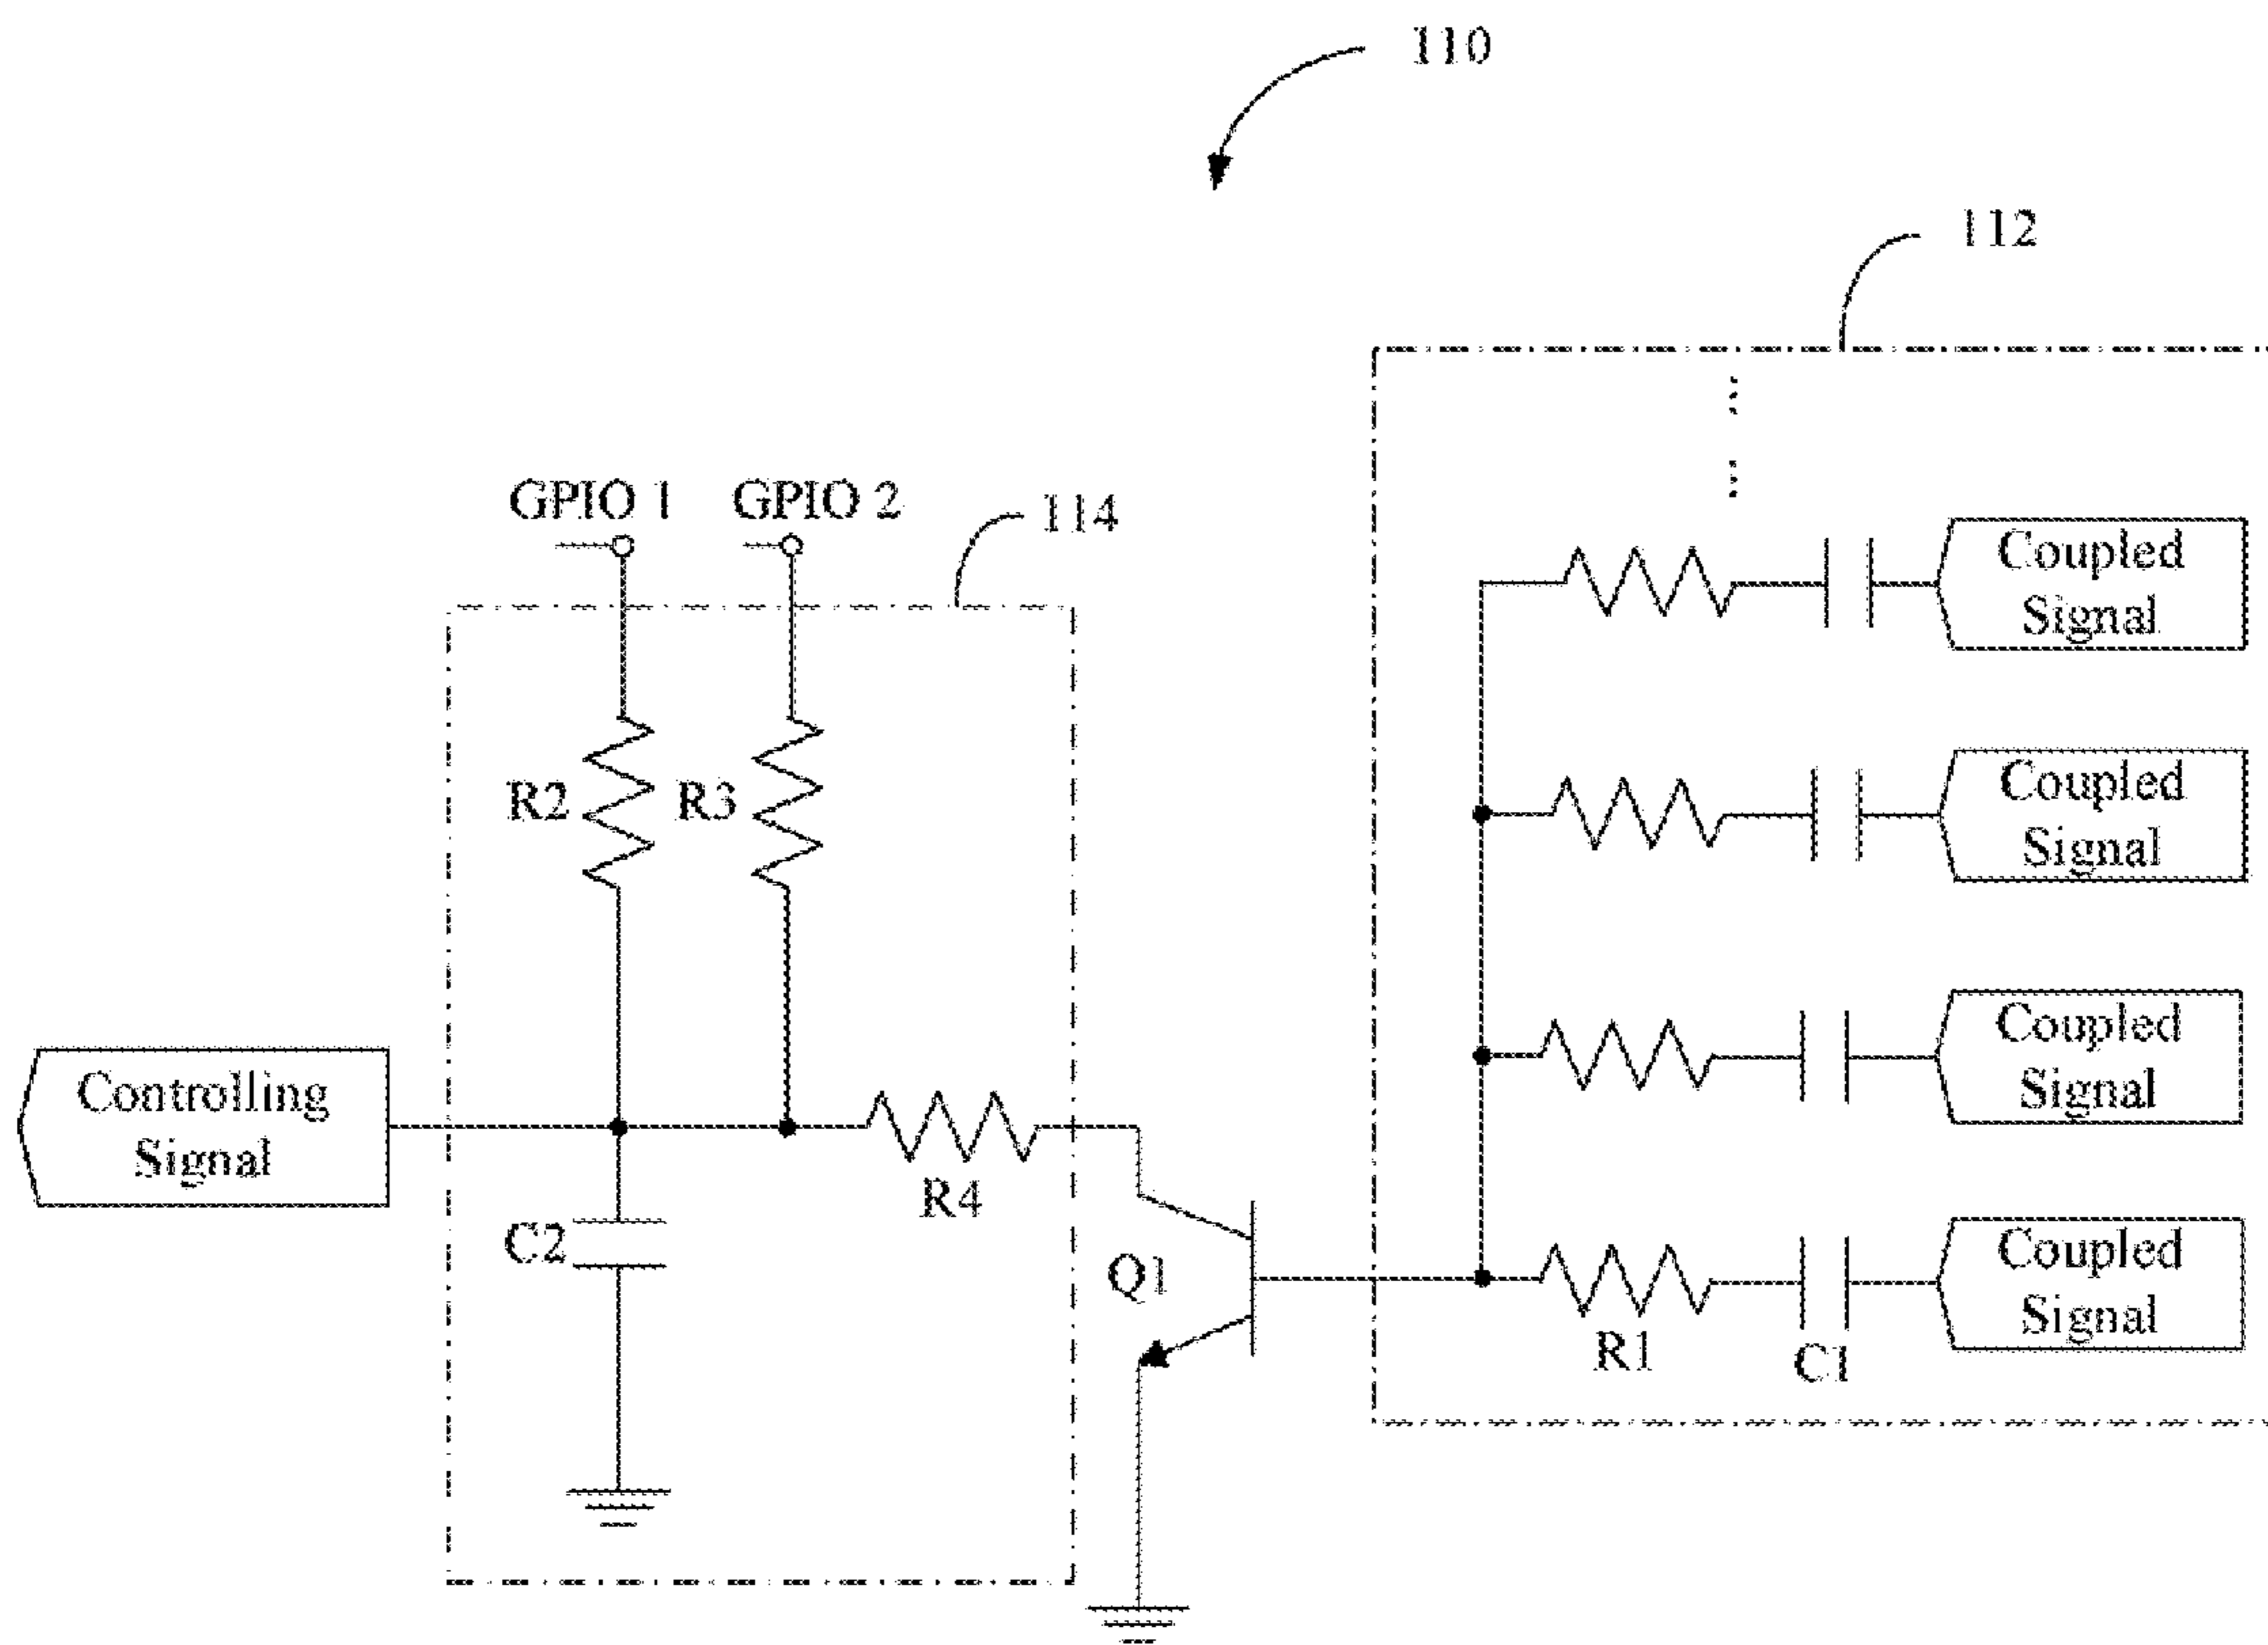 110
112
GPIO 1 GPIO 2
114
Coupled
Signal
R2 R3
Coupled
Signal
Controlling
Signal
Coupled
Signal
R4
C2
Q1
Coupled
Signal
R1 C1